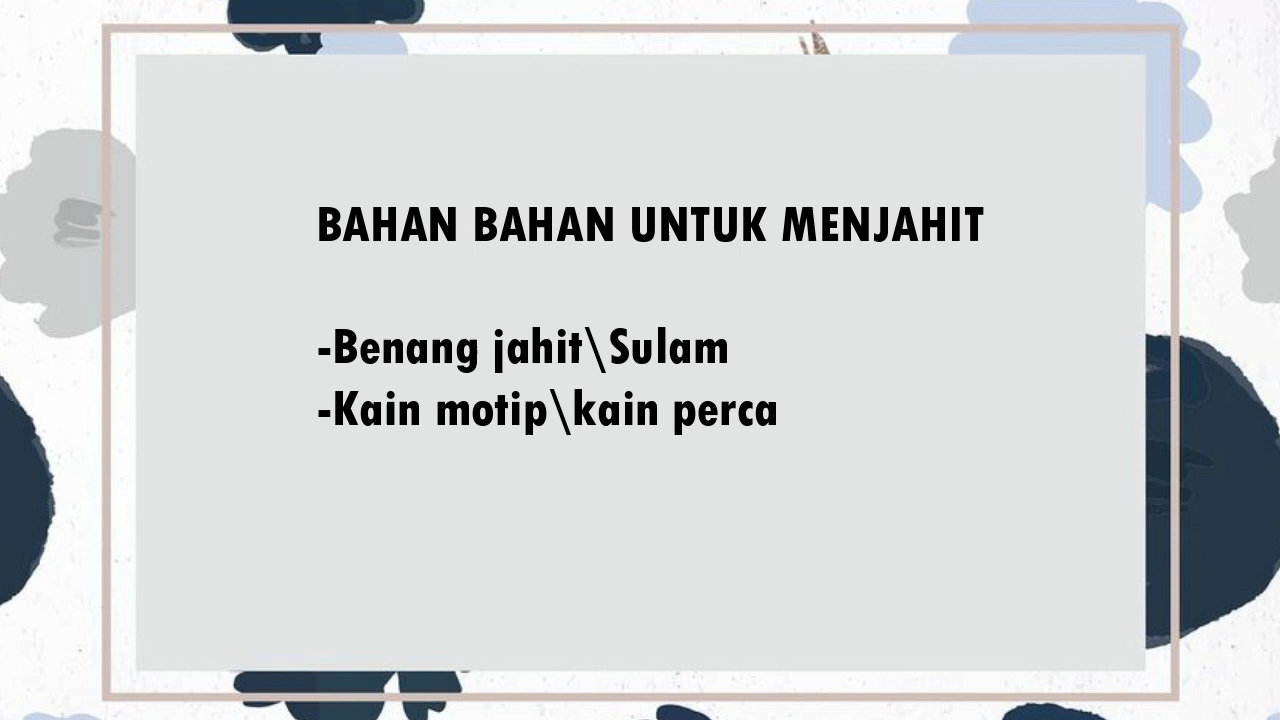 BAHAN BAHAN UNTUK MENJAHIT
-Benang jahit\Sulam
-Kain motip\kain perca